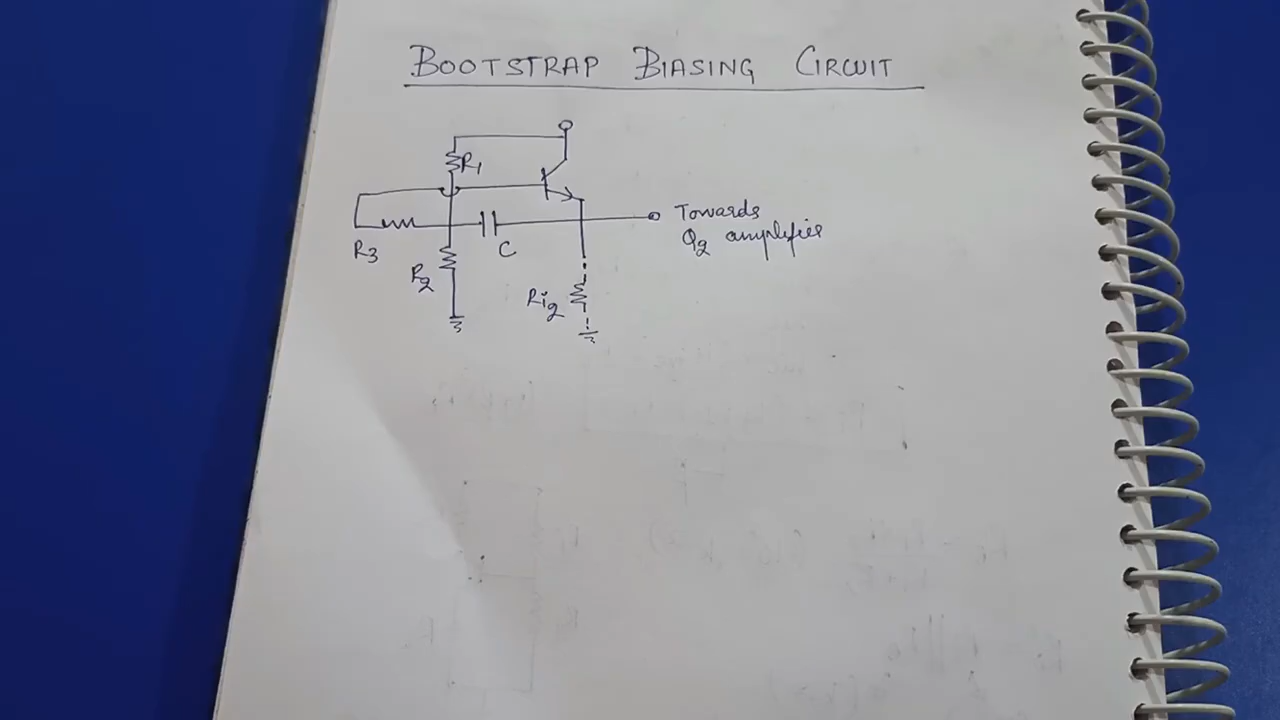 BOOTSTRAP BIASING CIRCUIT
R1
Towards
Q2 amplifier
R3
C
R2
Ri2